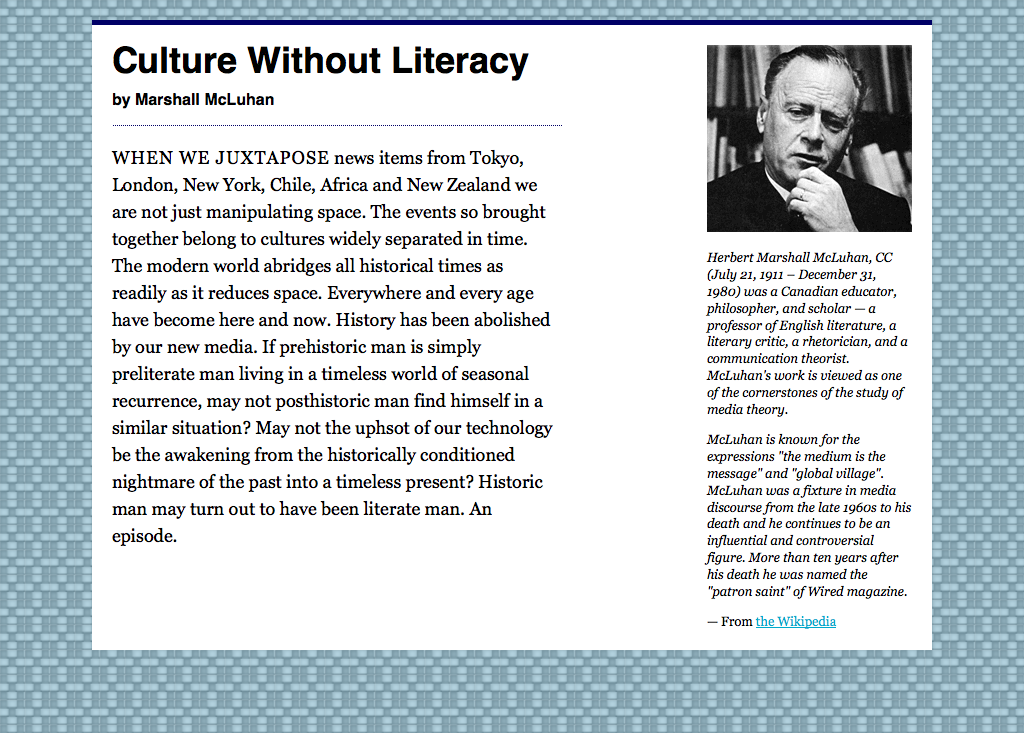 Culture Without Literacy
by Marshall McLuhan
WHEN WE JUXTAPOSE news items from Tokyo,
London, New York, Chile, Africa and New Zealand we
are not just manipulating space. The events so brought
together belong to cultures widely separated in time.
The modern world abridges all historical times as
readily as it reduces space. Everywhere and every age
have become here and now. History has been abolished
by our new media. If prehistoric man is simply
preliterate man living in a timeless world of seasonal
recurrence, may not posthistoric man find himself in a
similar situation? May not the uphsot of our technology
be the awakening from the historically conditioned
nightmare of the past into a timeless present? Historic
man may turn out to have been literate man. An
episode.
Herbert Marshall McLuhan, CC
(July 21, 1911 – December 31,
1980) was a Canadian educator,
philosopher, and scholar — a
professor of English literature, a
literary critic, a rhetorician, and a
communication theorist.
McLuhan's work is viewed as one
of the cornerstones of the study of
media theory.
McLuhan is known for the
expressions "the medium is the
message" and "global village".
McLuhan was a fixture in media
discourse from the late 1960s to his
death and he continues to be an
influential and controversial
figure. More than ten years after
his death he was named the
"patron saint" of Wired magazine.
— From the Wikipedia